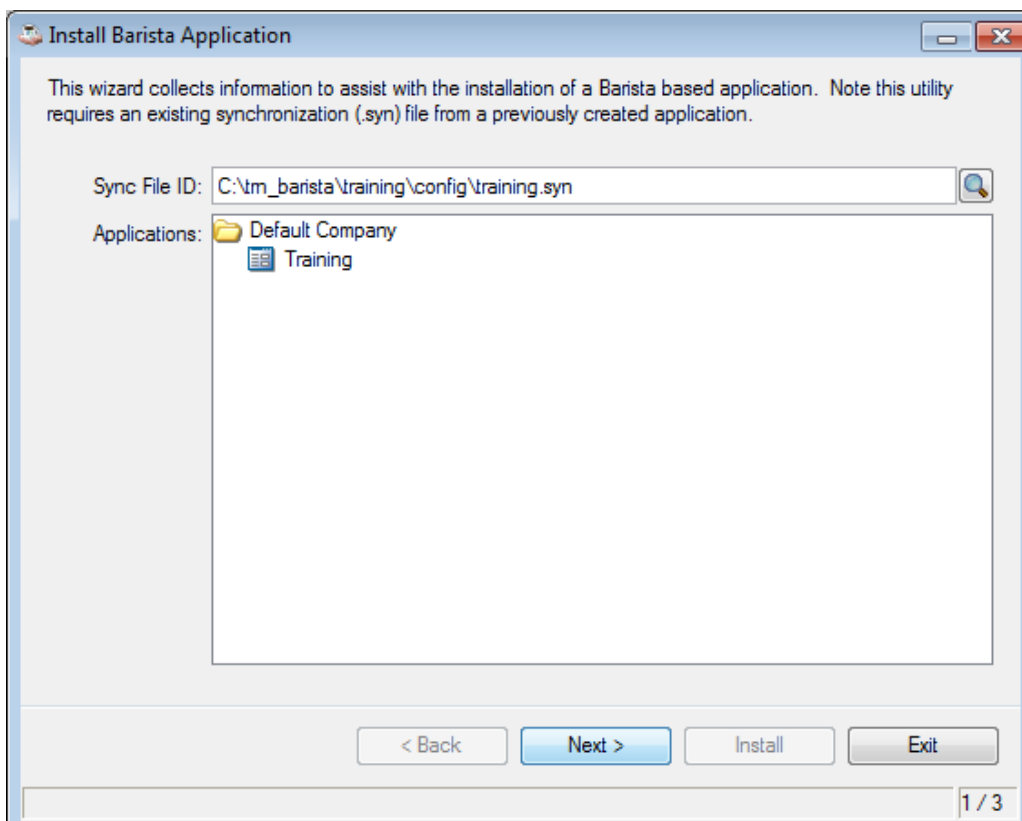 Install Barista Application
This wizard collects information to assist with the installation of a Barista based application. Note this utility
requires an existing synchronization (.syn) file from a previously created application.
Sync File ID: C:\tm_barista\training\config\training.syn
Applications: Default Company
Training
< Back Next > Install Exit
1 / 3